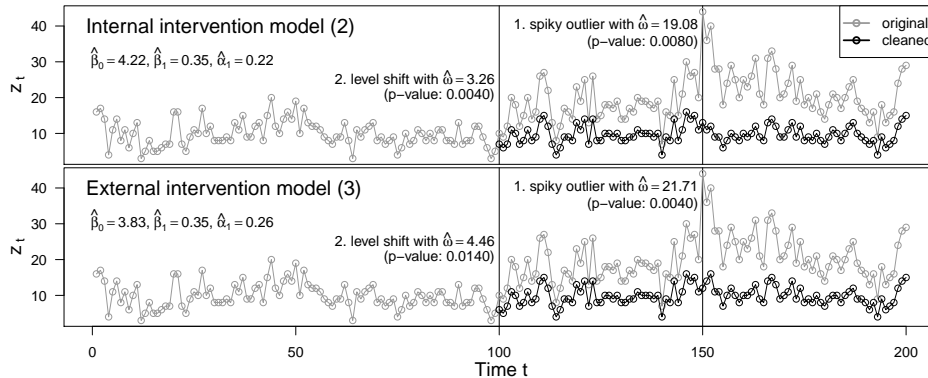 Internal intervention model (2)
β̂₀ = 4.22, β̂₁ = 0.35, α̂₁ = 0.22
1. spiky outlier with ω̂ = 19.08
(p−value: 0.0080)
2. level shift with ω̂ = 3.26
(p−value: 0.0040)
original
cleaned
z t
40
30
20
10
External intervention model (3)
β̂₀ = 3.83, β̂₁ = 0.35, α̂₁ = 0.26
1. spiky outlier with ω̂ = 21.71
(p−value: 0.0040)
2. level shift with ω̂ = 4.46
(p−value: 0.0140)
z t
40
30
20
10
0 50 100 150 200
Time t